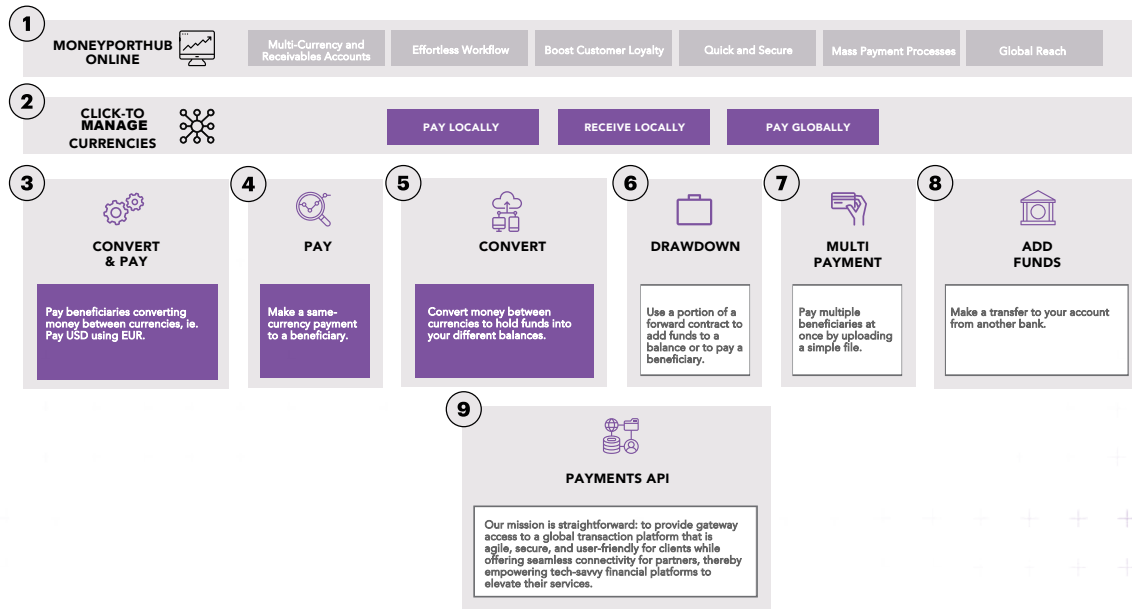 1
MONEYPORTHUB
ONLINE
Multi-Currency and
Receivables Accounts
Effortless Workflow
Boost Customer Loyalty
Quick and Secure
Mass Payment Processes
Global Reach
2
CLICK-TO
MANAGE
CURRENCIES
PAY LOCALLY
RECEIVE LOCALLY
PAY GLOBALLY
3
CONVERT
& PAY
Pay beneficiaries converting
money between currencies, ie.
Pay USD using EUR.
4
PAY
Make a same-
currency payment
to a beneficiary.
5
CONVERT
Convert money between
currencies to hold funds into
your different balances.
6
DRAWDOWN
Use a portion of a
forward contract to
add funds to a
balance or to pay a
beneficiary.
7
MULTI
PAYMENT
Pay multiple
beneficiaries at
once by uploading
a simple file.
8
ADD
FUNDS
Make a transfer to your account
from another bank.
9
PAYMENTS API
Our mission is straightforward: to provide gateway
access to a global transaction platform that is
agile, secure, and user-friendly for clients while
offering seamless connectivity for partners, thereby
empowering tech-savvy financial platforms to
elevate their services.